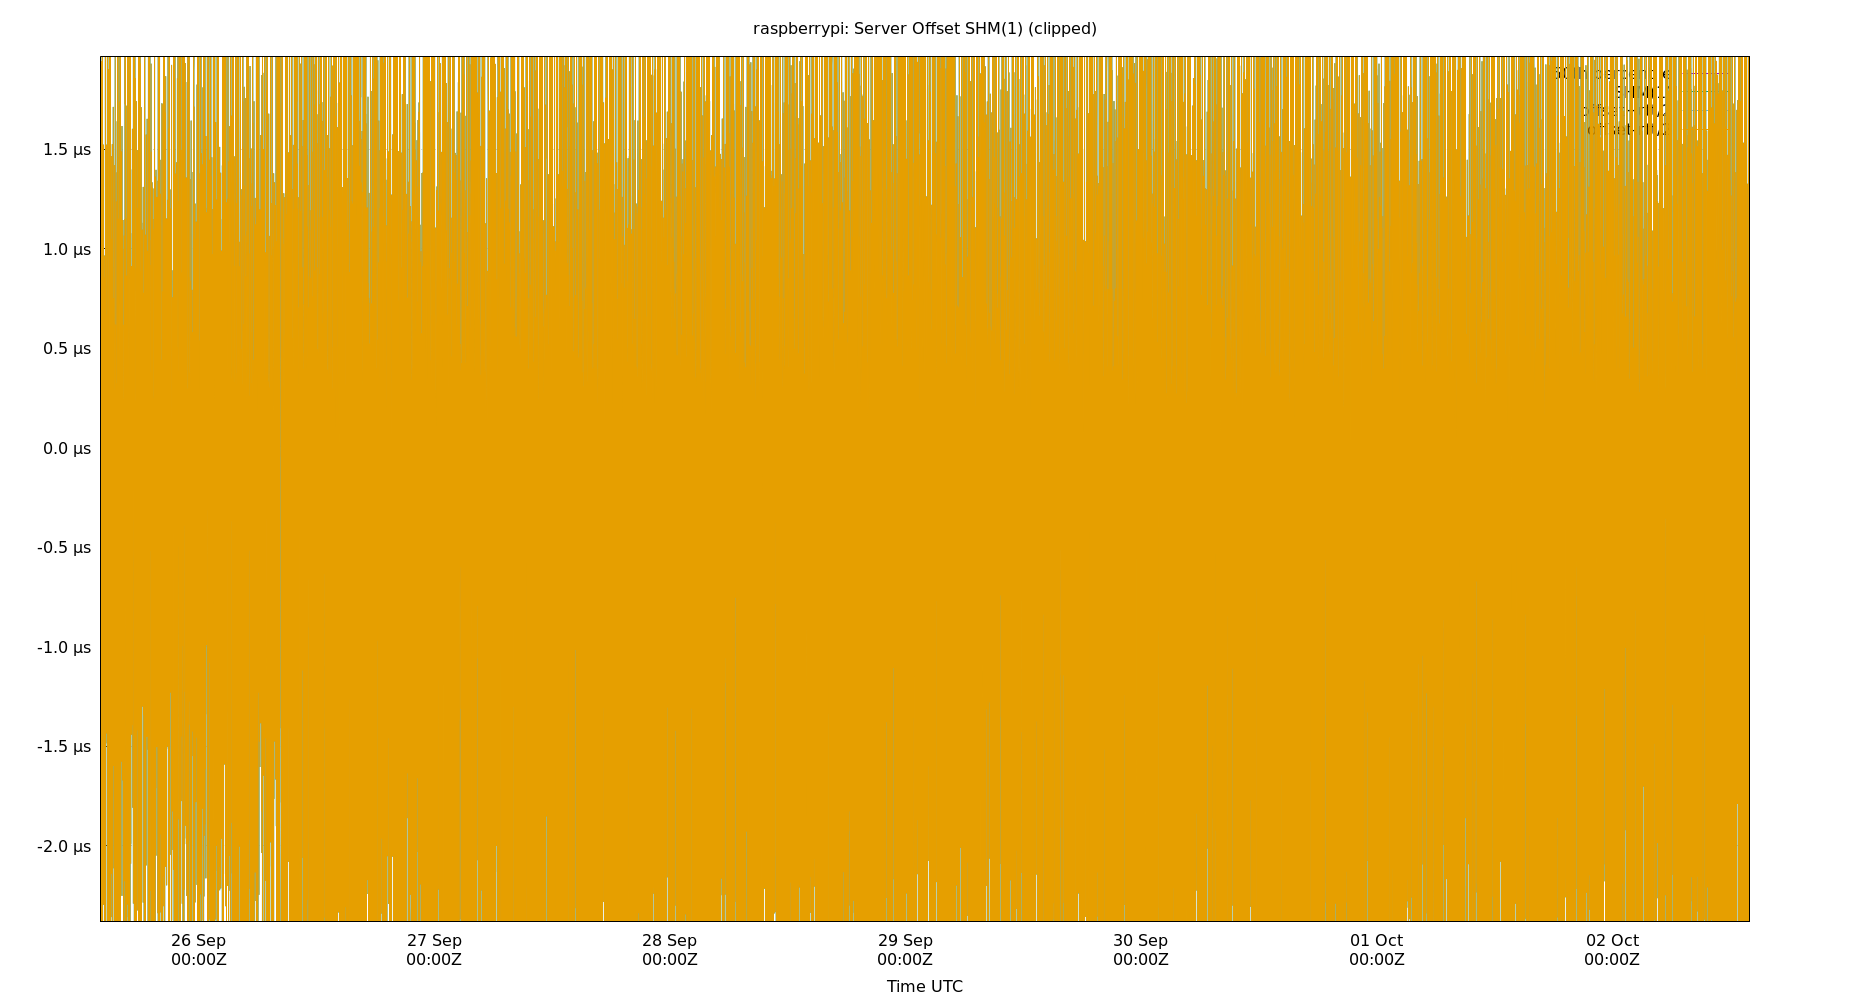 raspberrypi: Server Offset SHM(1) (clipped)
1.5 µs
1.0 µs
0.5 µs
0.0 µs
-0.5 µs
-1.0 µs
-1.5 µs
-2.0 µs
26 Sep 27 Sep 28 Sep 29 Sep 30 Sep 01 Oct 02 Oct
00:00Z 00:00Z 00:00Z 00:00Z 00:00Z 00:00Z 00:00Z
Time UTC